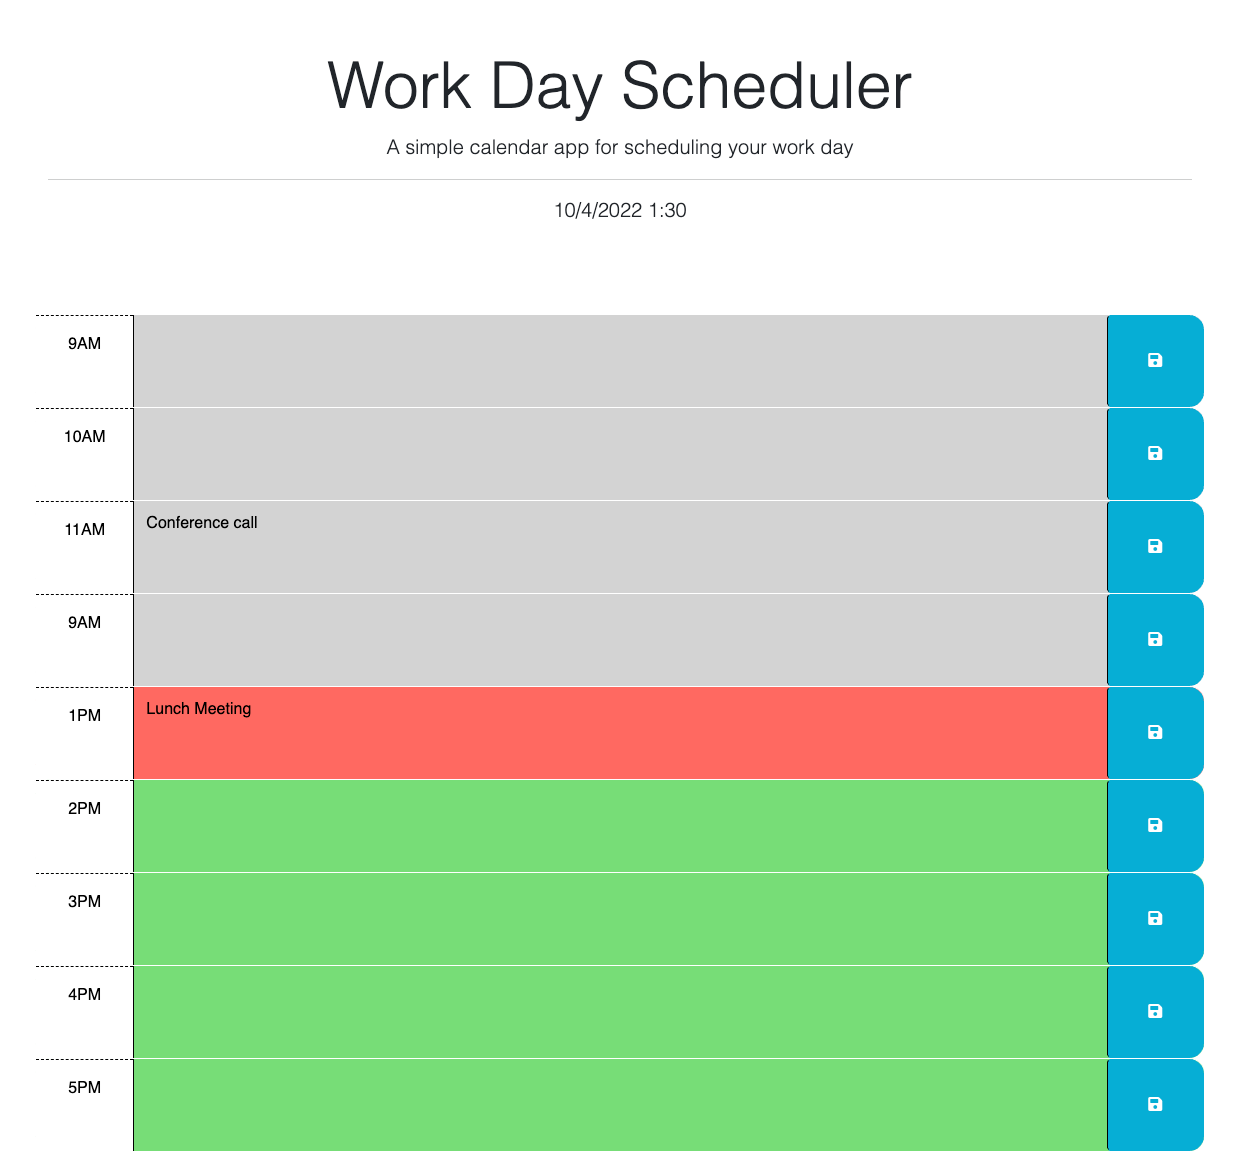 Work Day Scheduler
A simple calendar app for scheduling your work day
10/4/2022 1:30
9AM
10AM
11AM Conference call
9AM
1PM Lunch Meeting
2PM
3PM
4PM
5PM